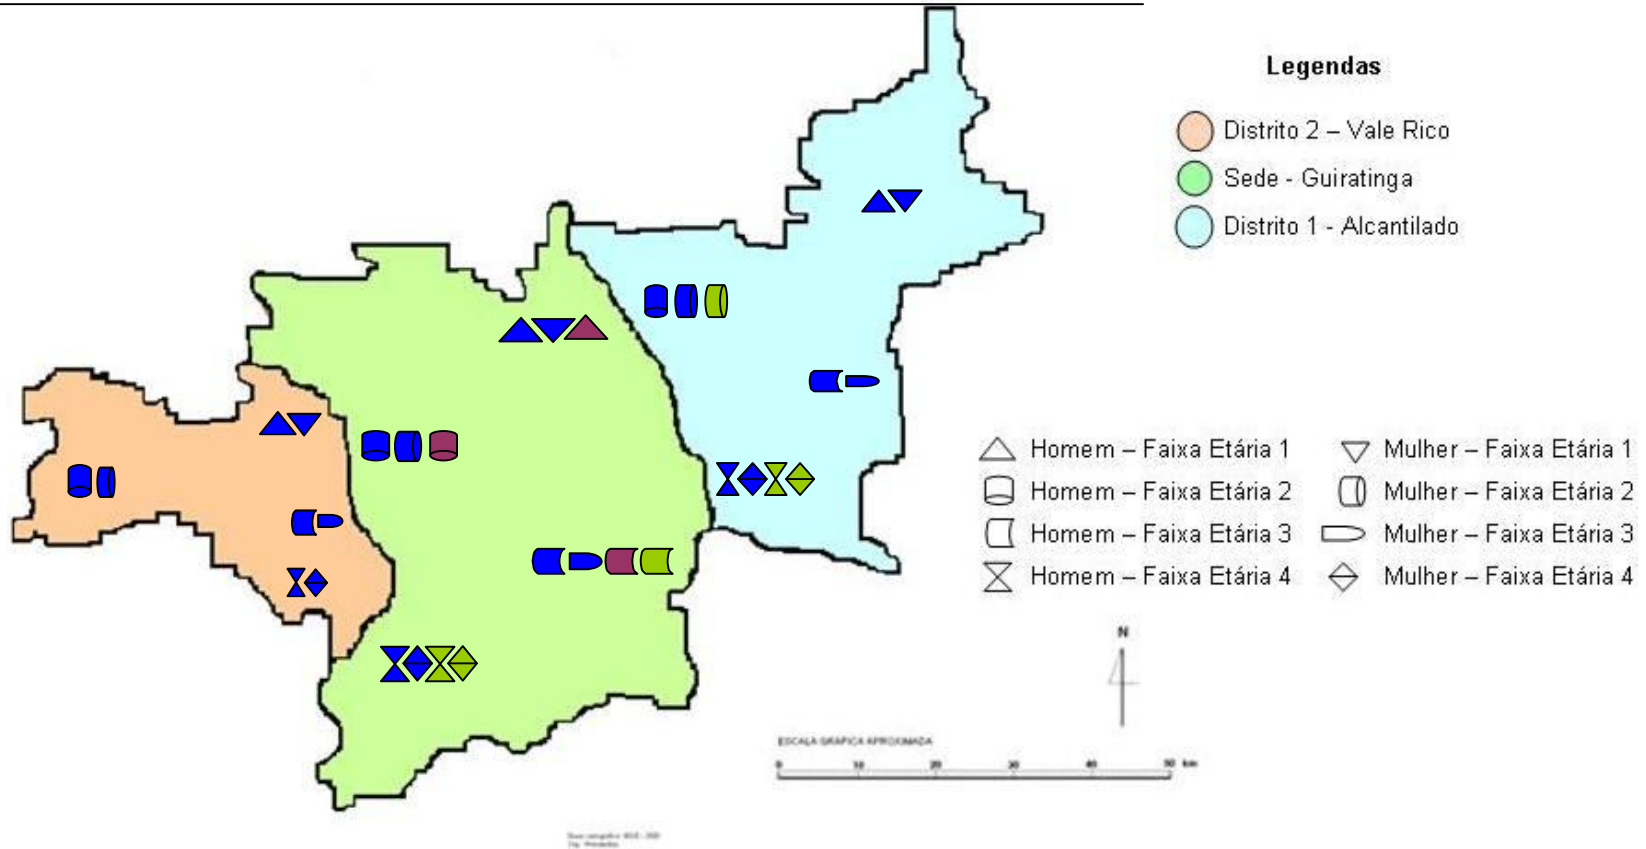 Legendas
Distrito 2 – Vale Rico
Sede - Guiratinga
Distrito 1 - Alcantilado
Homem – Faixa Etária 1
Mulher – Faixa Etária 1
Homem – Faixa Etária 2
Mulher – Faixa Etária 2
Homem – Faixa Etária 3
Mulher – Faixa Etária 3
Homem – Faixa Etária 4
Mulher – Faixa Etária 4
N
ESCALA GRÁFICA APROXIMADA
0 10 20 30 40 50 km